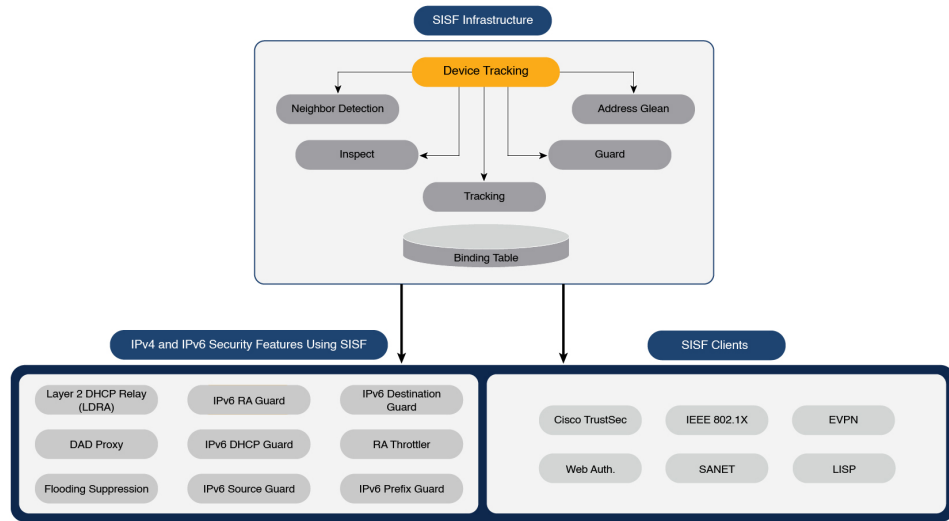 SISF Infrastructure
Device Tracking
Neighbor Detection
Address Glean
Inspect
Guard
Tracking
Binding Table
IPv4 and IPv6 Security Features Using SISF
SISF Clients
Layer 2 DHCP Relay
(LDRA)
IPv6 RA Guard
IPv6 Destination
Guard
DAD Proxy
IPv6 DHCP Guard
RA Throttler
Flooding Suppression
IPv6 Source Guard
IPv6 Prefix Guard
Cisco TrustSec
IEEE 802.1X
EVPN
Web Auth.
SANET
LISP